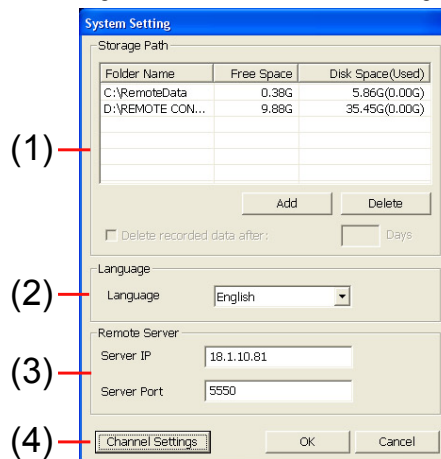 System Setting
Storage Path
Folder Name Free Space Disk Space(Used)
C:\RemoteData 0.38G 5.86G(0.00G)
D:\REMOTE CON... 9.88G 35.45G(0.00G)
(1)
Add Delete
Delete recorded data after: Days
Language
(2) Language English
Remote Server
Server IP 18.1.10.81
(3)
Server Port 5550
(4) Channel Settings OK Cancel